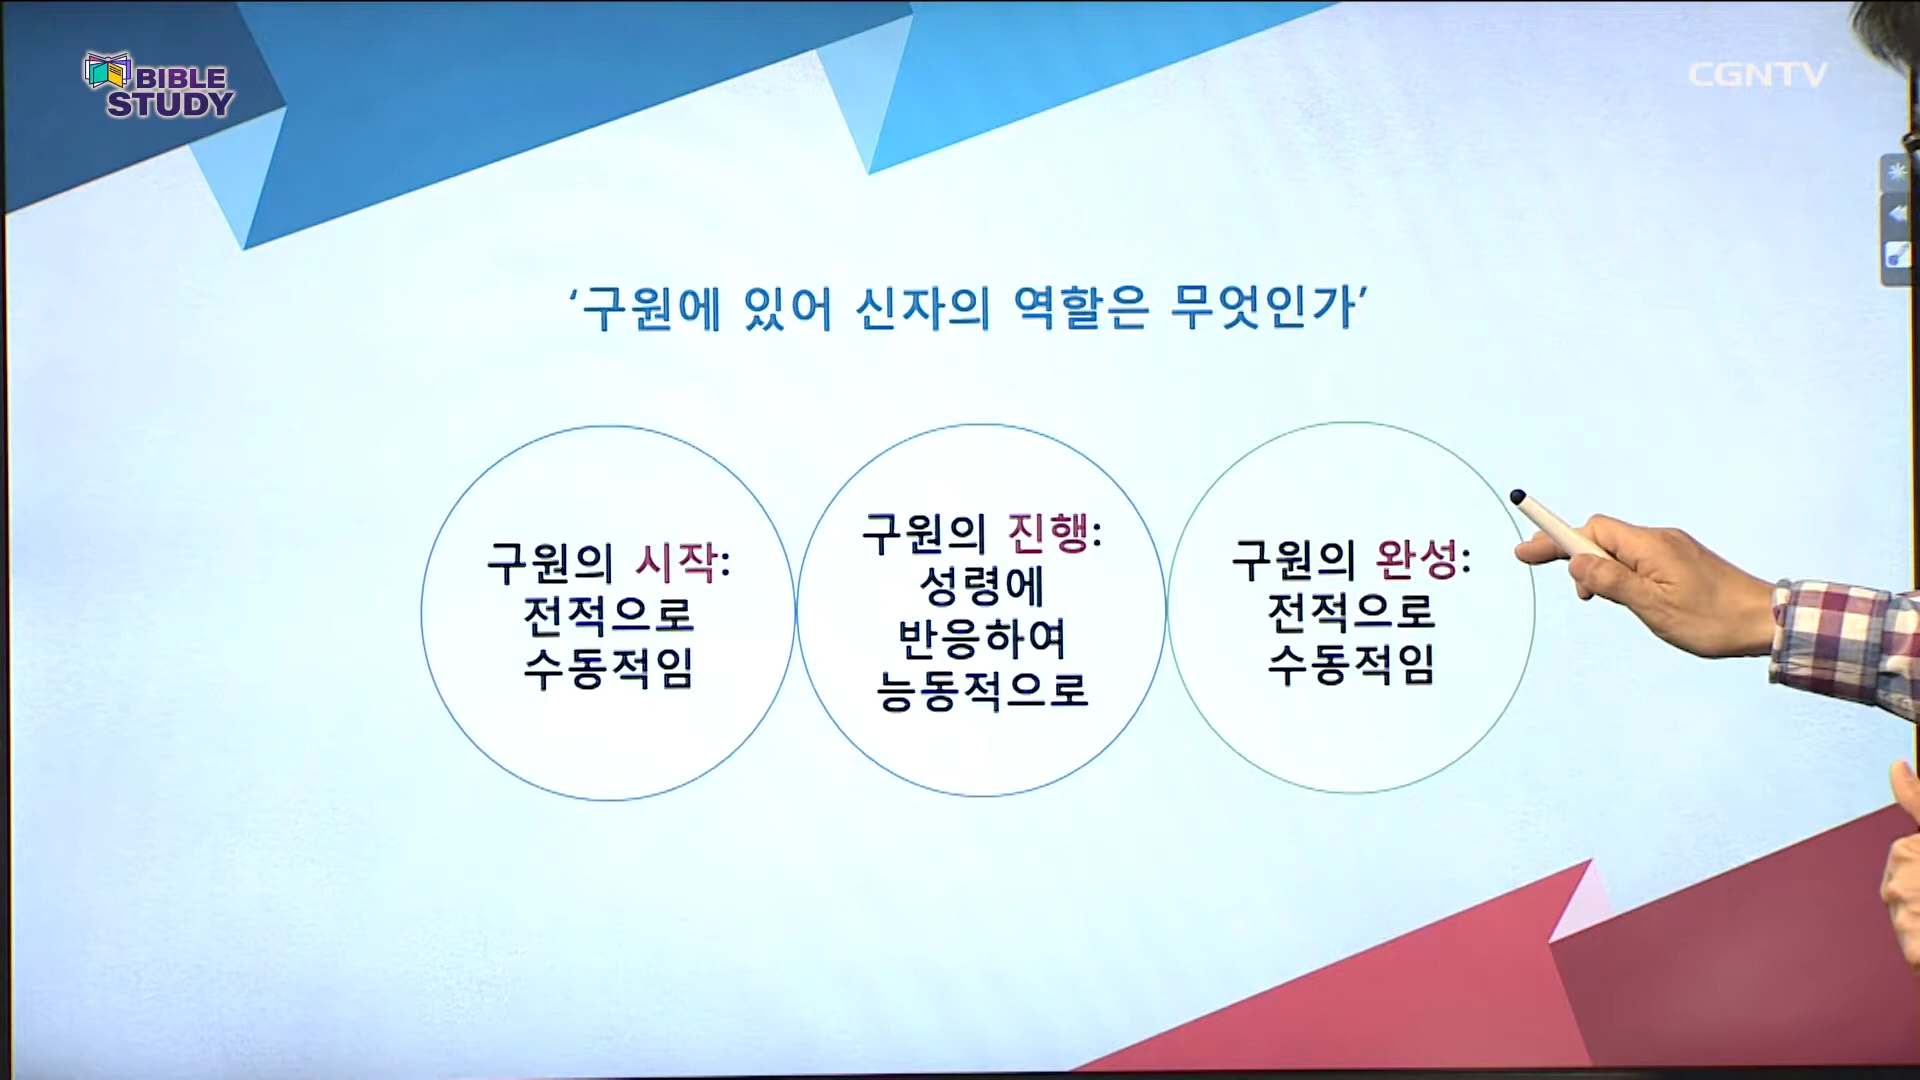 BIBLE
STUDY
CGNTV
‘구원에 있어 신자의 역할은 무엇인가’
구원의 시작:
전적으로
수동적임
구원의 진행:
성령에
반응하여
능동적으로
구원의 완성:
전적으로
수동적임